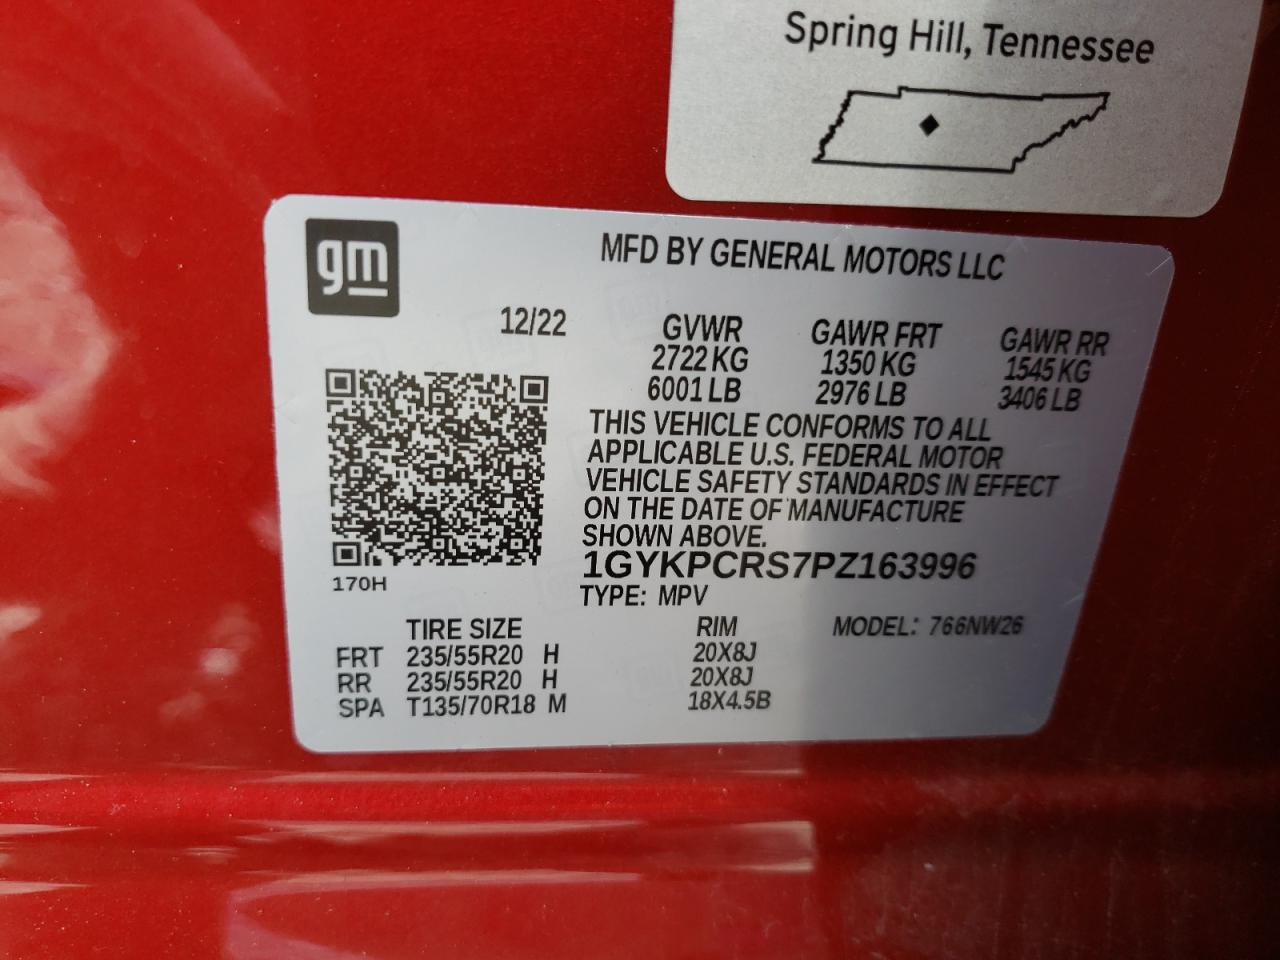 Spring Hill, Tennessee
gm
MFD BY GENERAL MOTORS LLC
12/22
GVWR GAWR FRT GAWR RR
2722 KG 1350 KG 1545 KG
6001 LB 2976 LB 3406 LB
THIS VEHICLE CONFORMS TO ALL
APPLICABLE U.S. FEDERAL MOTOR
VEHICLE SAFETY STANDARDS IN EFFECT
ON THE DATE OF MANUFACTURE
SHOWN ABOVE.
1GYKPCRS7PZ163996
170H
TYPE: MPV
TIRE SIZE RIM MODEL: 766NW26
FRT 235/55R20 H 20X8J
RR 235/55R20 H 20X8J
SPA T135/70R18 M 18X4.5B